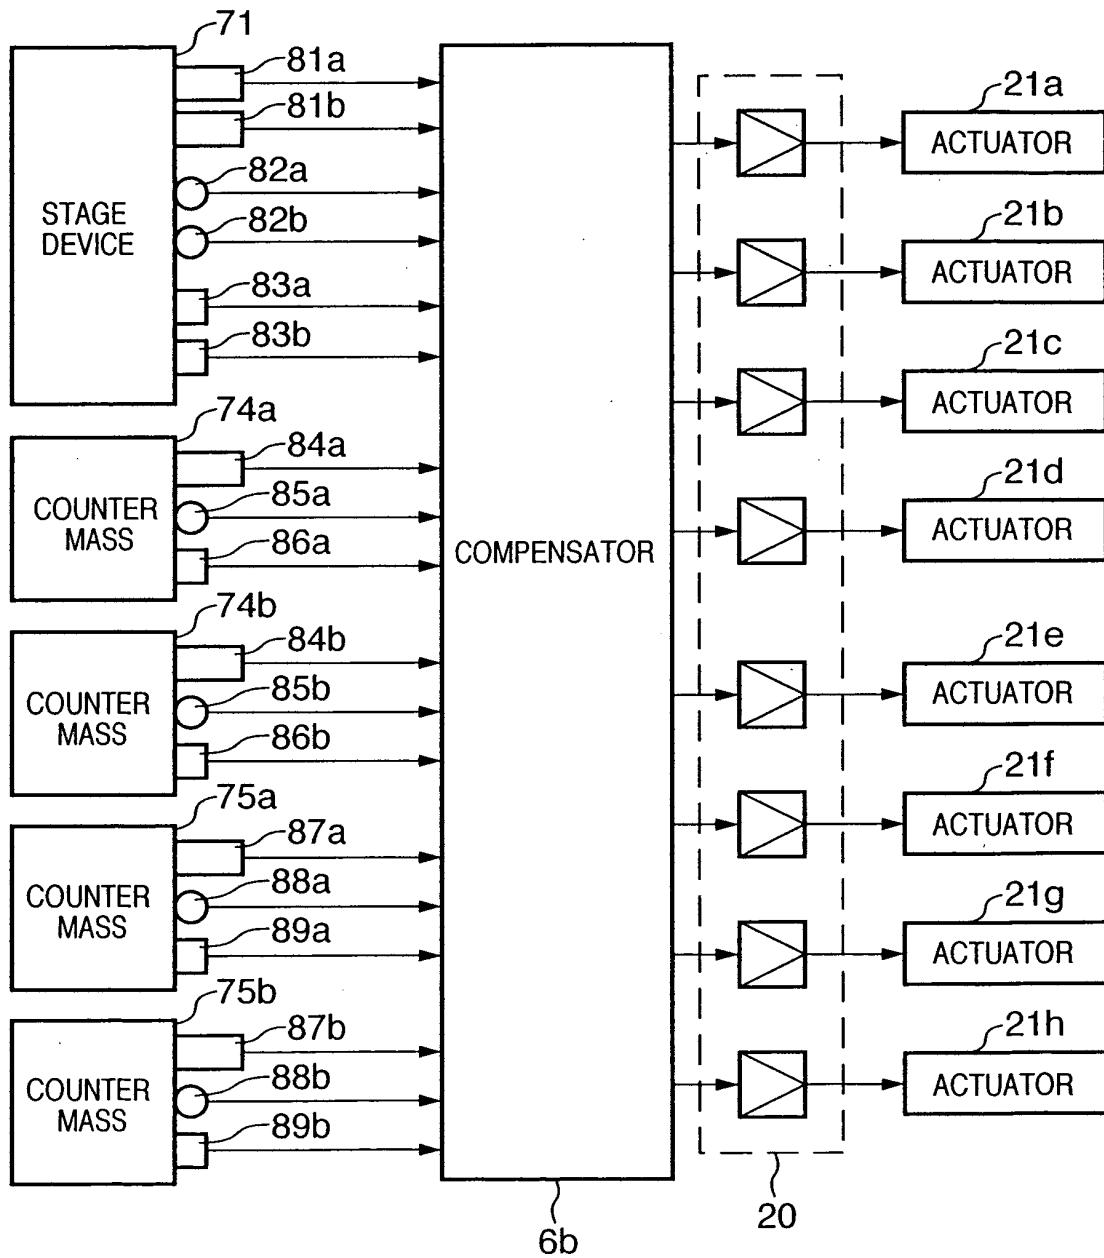 71
81a
81b
82a
82b
83a
83b
STAGE
DEVICE
74a
84a
85a
86a
COUNTER
MASS
74b
84b
85b
86b
COUNTER
MASS
75a
87a
88a
89a
COUNTER
MASS
75b
87b
88b
89b
COUNTER
MASS
COMPENSATOR
6b
20
21a
ACTUATOR
21b
ACTUATOR
21c
ACTUATOR
21d
ACTUATOR
21e
ACTUATOR
21f
ACTUATOR
21g
ACTUATOR
21h
ACTUATOR